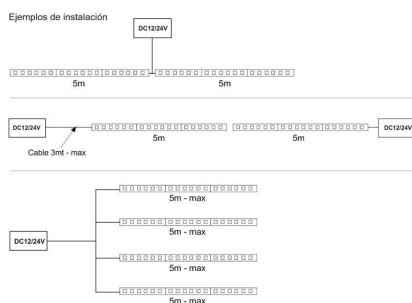 Ejemplos de instalación
DC12/24V
5m 5m
DC12/24V DC12/24V
5m 5m
Cable 3mt - max
5m - max
5m - max
DC12/24V
5m - max
5m - max